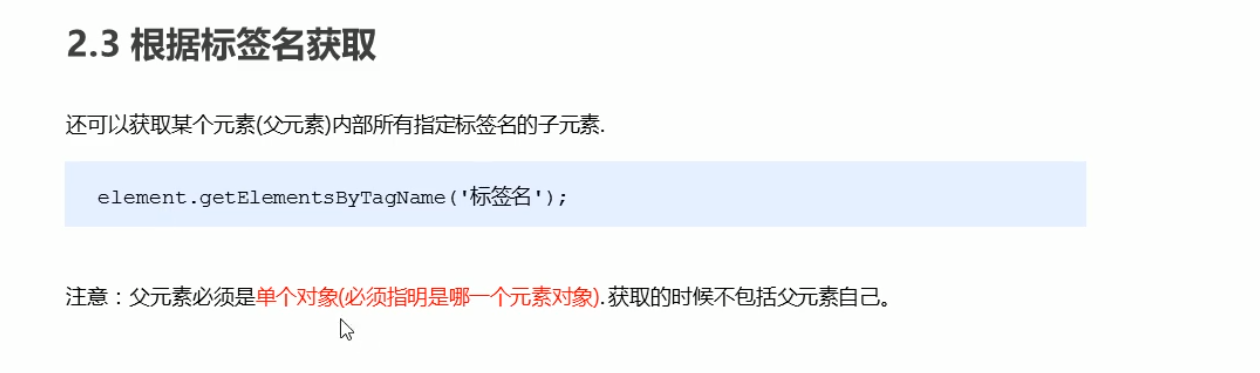 2.3 根据标签名获取
还可以获取某个元素(父元素)内部所有指定标签名的子元素.
element.getElementsByTagName('标签名');
注意：父元素必须是单个对象(必须指明是哪一个元素对象).获取的时候不包括父元素自己。